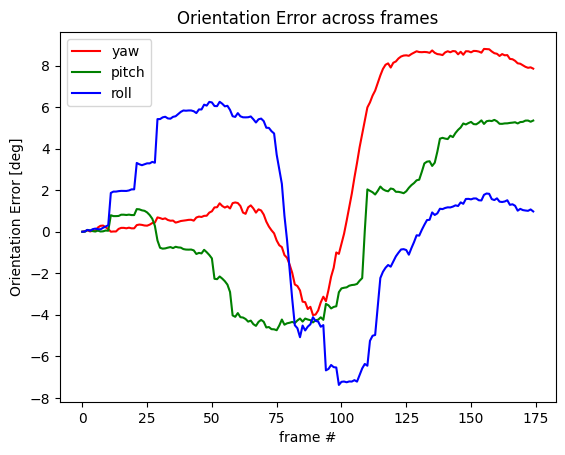 Orientation Error across frames
yaw
pitch
roll
Orientation Error [deg]
8
6
4
2
0
−2
−4
−6
−8
0 25 50 75 100 125 150 175
frame #